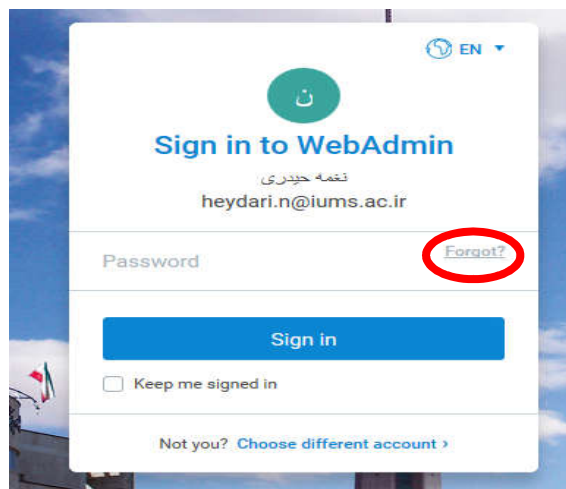 EN
ن
Sign in to WebAdmin
نغمه حیدری
heydari.n@iums.ac.ir
Password
Forgot?
Sign in
Keep me signed in
Not you? Choose different account ›